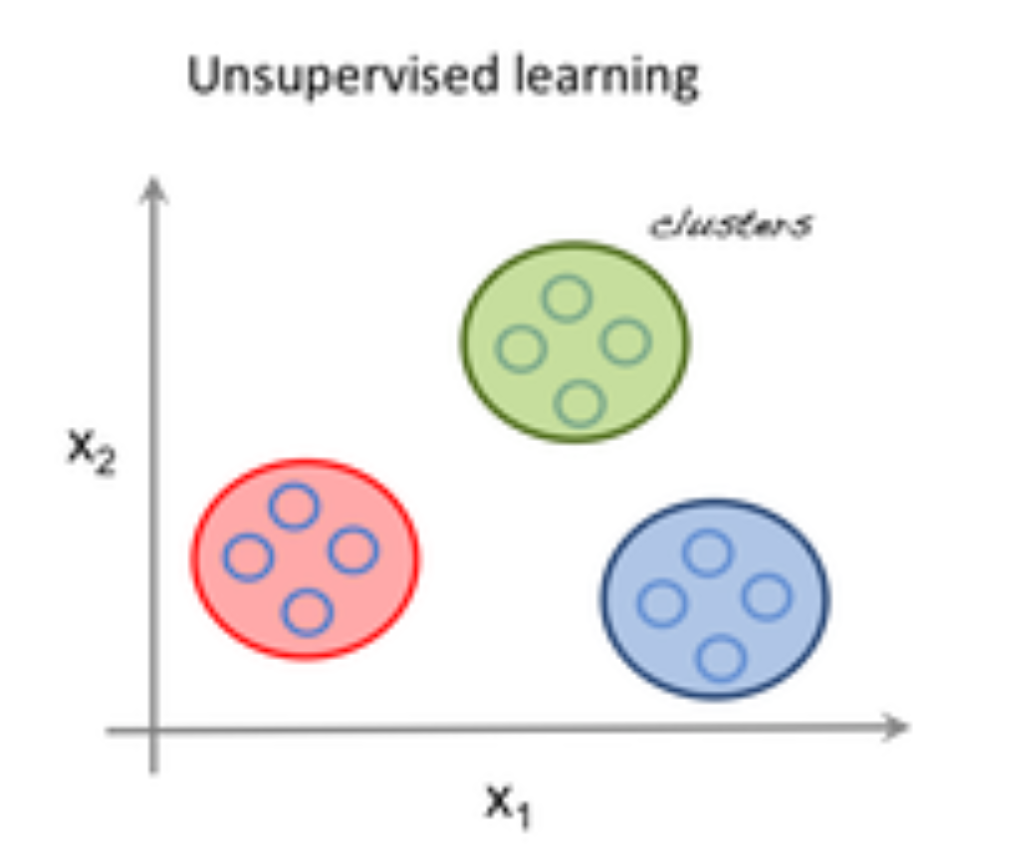 Unsupervised learning
clusters
x₂
x₁